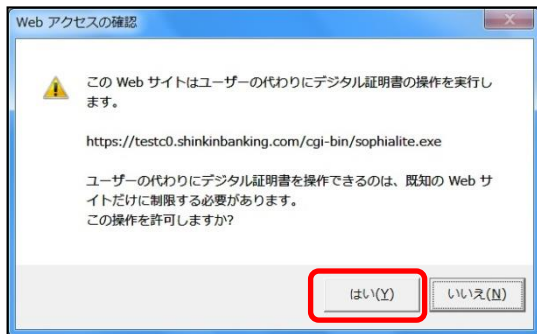 Web アクセスの確認
この Web サイトはユーザーの代わりにデジタル証明書の操作を実行し
ます。
https://testc0.shinkinbanking.com/cgi-bin/sophialite.exe
ユーザーの代わりにデジタル証明書を操作できるのは、既知の Web サ
イトだけに制限する必要があります。
この操作を許可しますか?
はい(Y) いいえ(N)